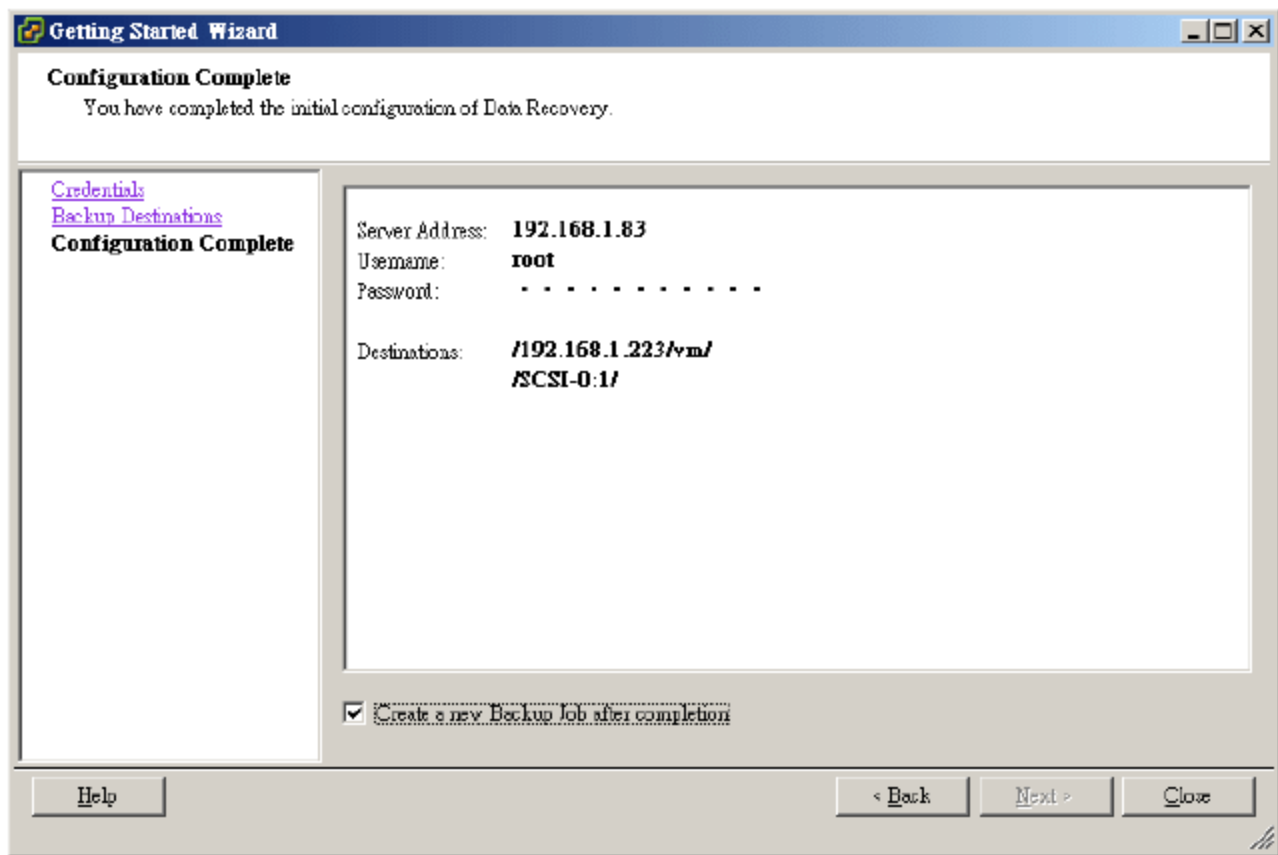 Getting Started Wizard
Configuration Complete
You have completed the initial configuration of Data Recovery.
Credentials
Backup Destinations
Configuration Complete
Server Address: 192.168.1.83
Username: root
Password: · · · · · · · · · · ·
Destinations: /192.168.1.223/vm/
/SCSI-0:1/
Create a new Backup Job after completion
Help
< Back
Next >
Close